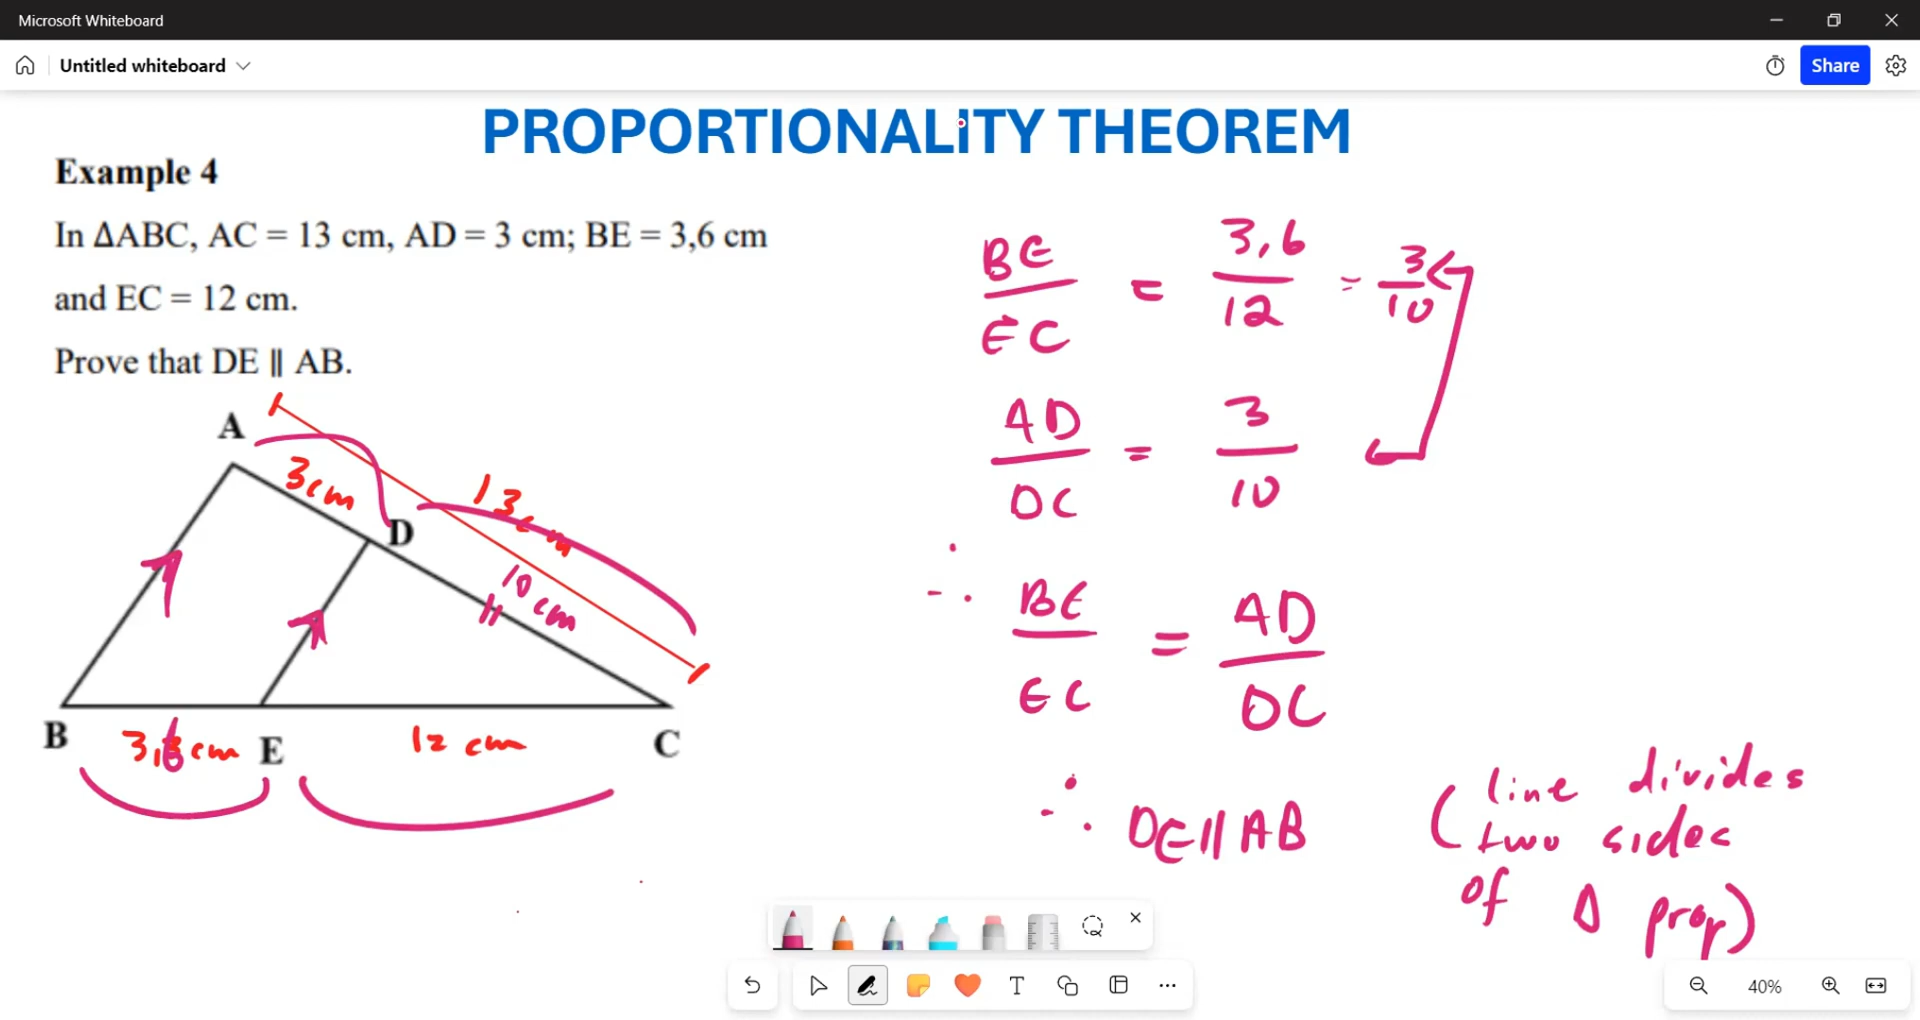 Microsoft Whiteboard
Untitled whiteboard
Share
PROPORTIONALITY THEOREM
Example 4
In ΔABC, AC = 13 cm, AD = 3 cm; BE = 3,6 cm
and EC = 12 cm.
Prove that DE ∥ AB.
A
3cm
13cm
D
10cm
B
3,6cm
E
12 cm
C
BE/EC = 3,6/12 = 3/10
AD/DC = 3/10
∴ BE/EC = AD/DC
∴ DE∥AB
(line divides
two sides
of Δ prop)
40%